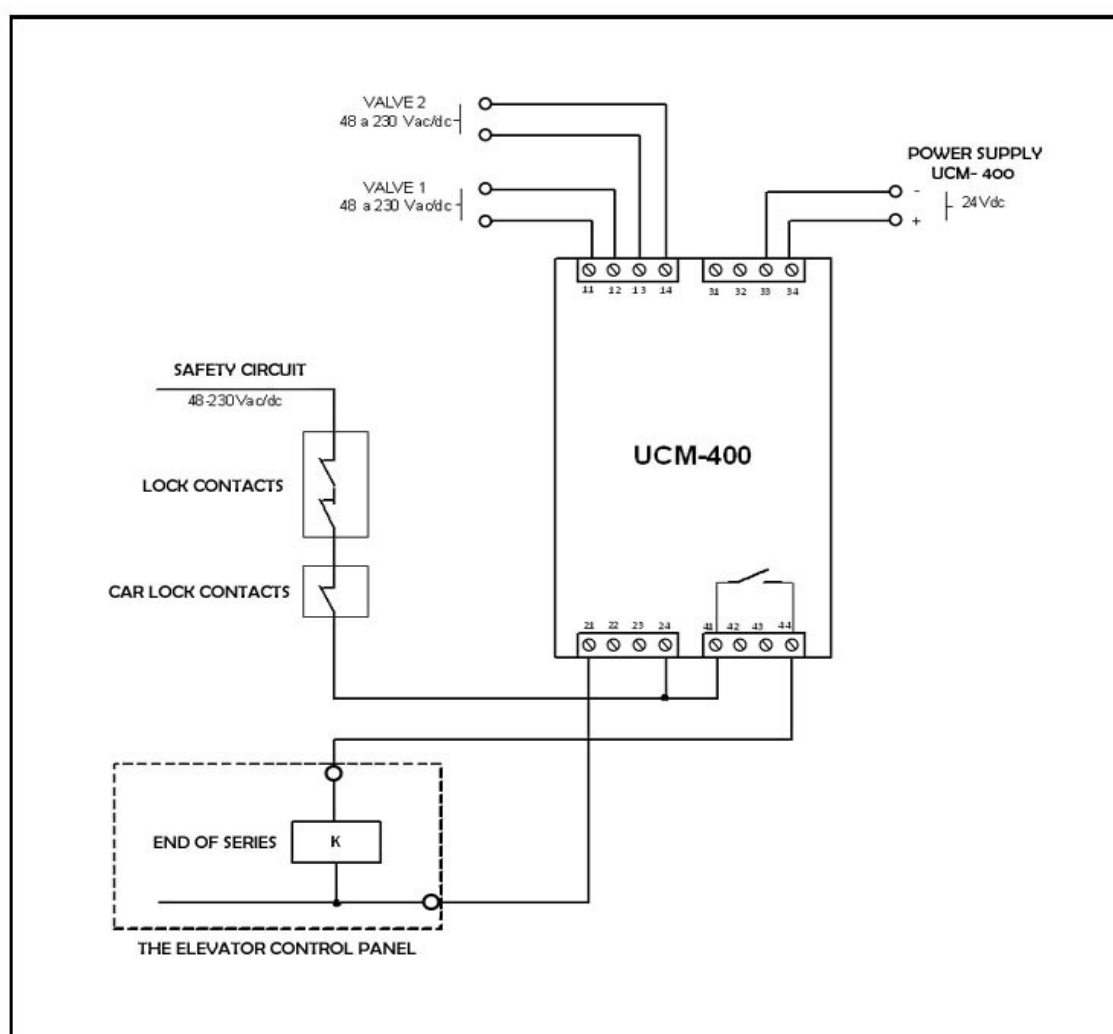 VALVE 2
48 a 230 Vac/dc
VALVE 1
48 a 230 Vac/dc
POWER SUPPLY
UCM- 400
-
24Vdc
+
11 12 13 14
31 32 33 34
SAFETY CIRCUIT
48-230Vac/dc
UCM-400
LOCK CONTACTS
CAR LOCK CONTACTS
21 22 23 24
41 42 43 44
END OF SERIES
K
THE ELEVATOR CONTROL PANEL